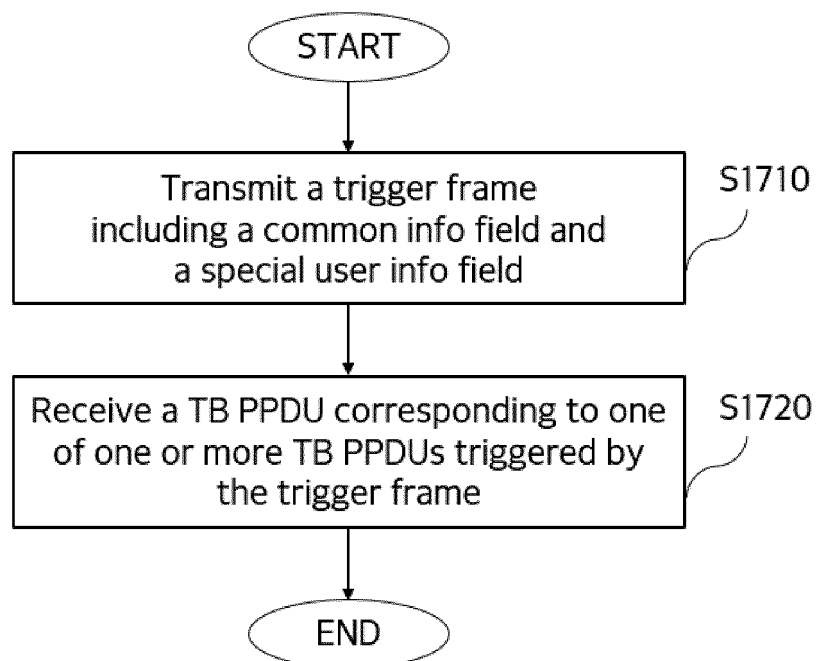 START
Transmit a trigger frame
including a common info field and
a special user info field
S1710
Receive a TB PPDU corresponding to one
of one or more TB PPDUs triggered by
the trigger frame
S1720
END